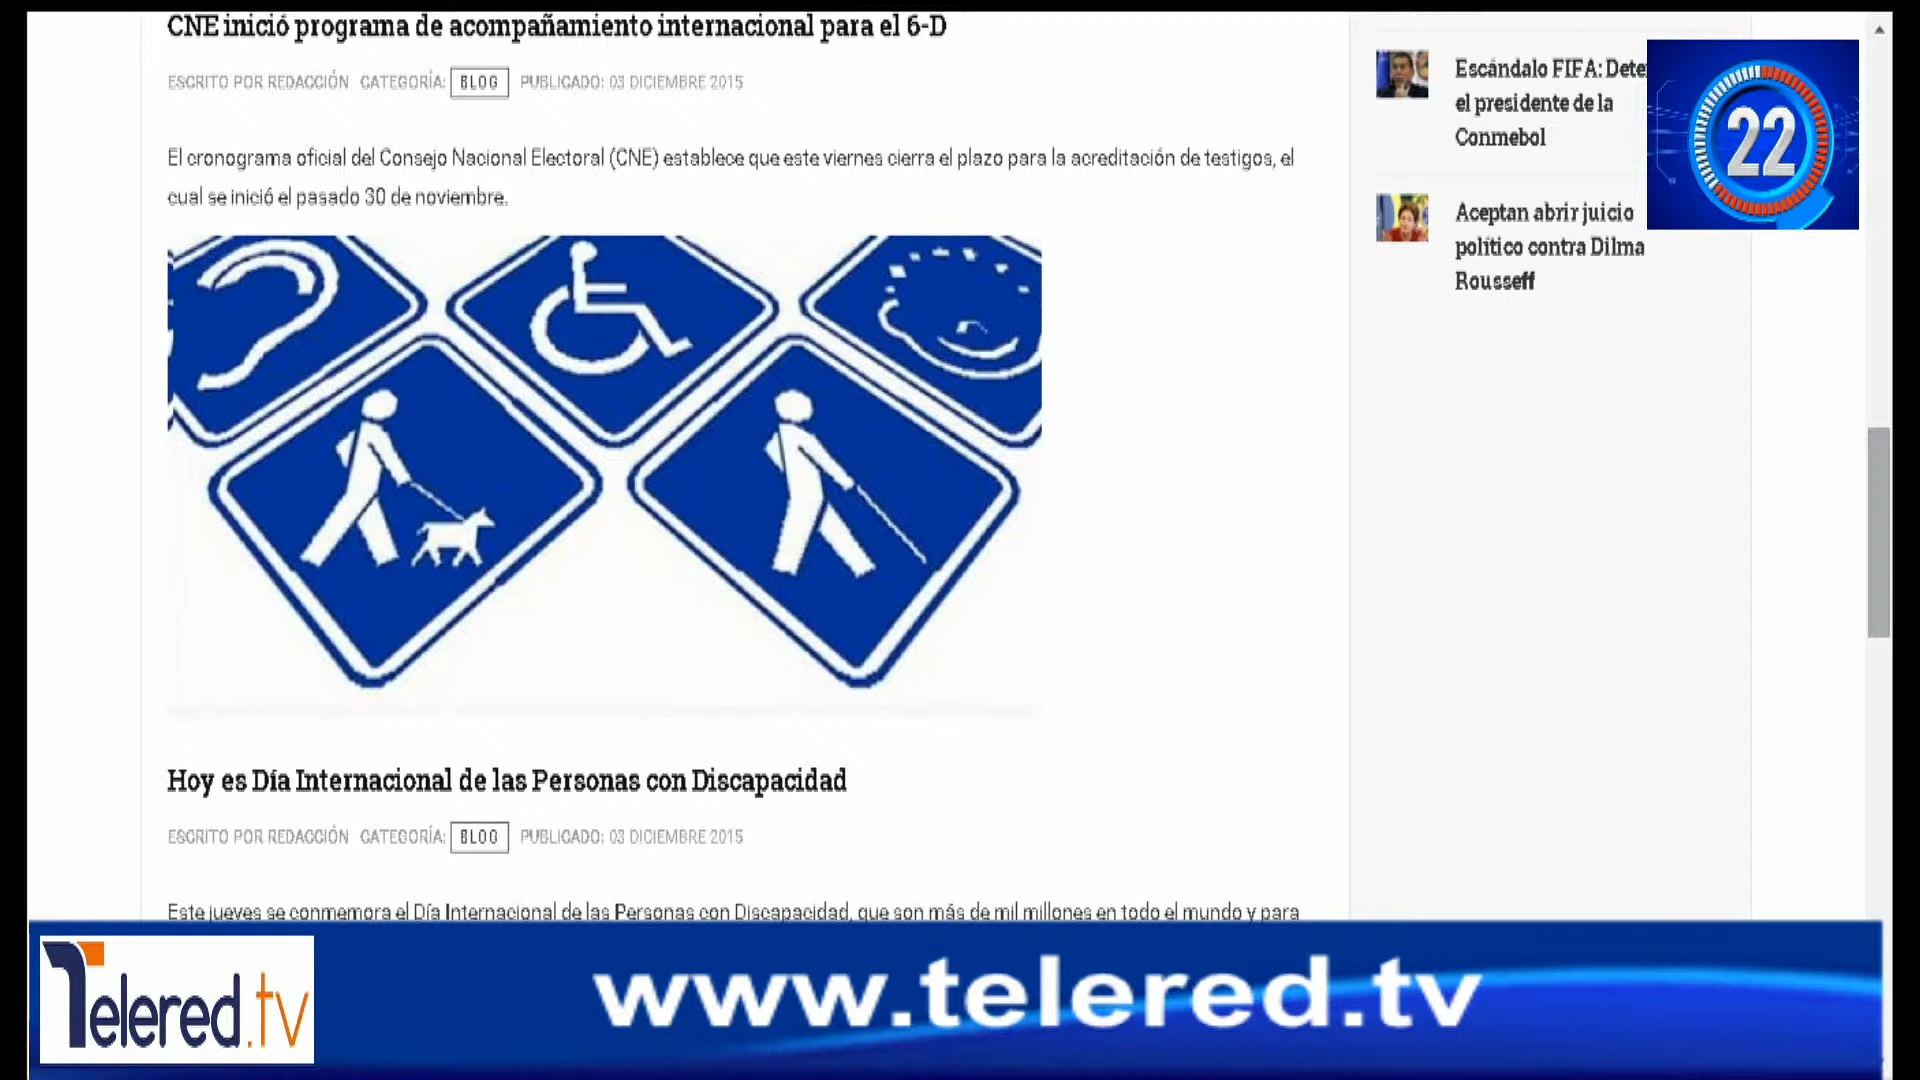 CNE inició programa de acompañamiento internacional para el 6-D
ESCRITO POR REDACCIÓN CATEGORÍA: BLOG PUBLICADO: 03 DICIEMBRE 2015
El cronograma oficial del Consejo Nacional Electoral (CNE) establece que este viernes cierra el plazo para la acreditación de testigos, el
cual se inició el pasado 30 de noviembre.
Hoy es Día Internacional de las Personas con Discapacidad
ESCRITO POR REDACCIÓN CATEGORÍA: BLOG PUBLICADO: 03 DICIEMBRE 2015
Este jueves se conmemora el Día Internacional de las Personas con Discapacidad, que son más de mil millones en todo el mundo y para
Escándalo FIFA:
el presidente de la
Conmebol
Aceptan abrir juicio
político contra Dilma
Rousseff
22
Telered.tv
www.telered.tv